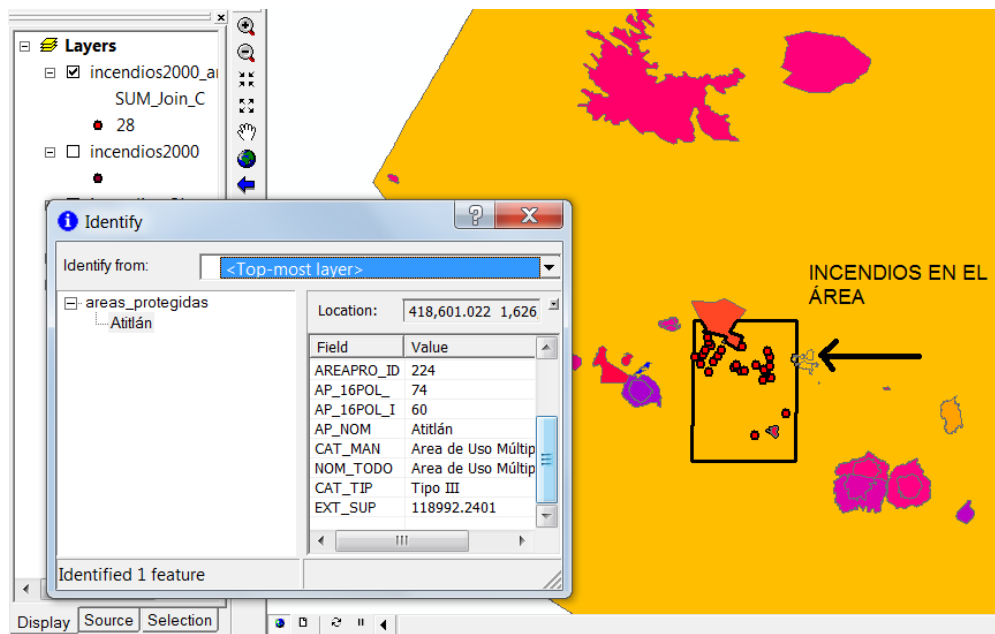 Layers
incendios2000_a
SUM_Join_C
28
incendios2000
Identify
Identify from: <Top-most layer>
areas_protegidas
Atitlán
Location: 418,601.022 1,626
Field Value
AREAPRO_ID 224
AP_16POL_ 74
AP_16POL_I 60
AP_NOM Atitlán
CAT_MAN Area de Uso Múltip
NOM_TODO Area de Uso Múltip
CAT_TIP Tipo III
EXT_SUP 118992.2401
Identified 1 feature
INCENDIOS EN EL
ÁREA
Display Source Selection